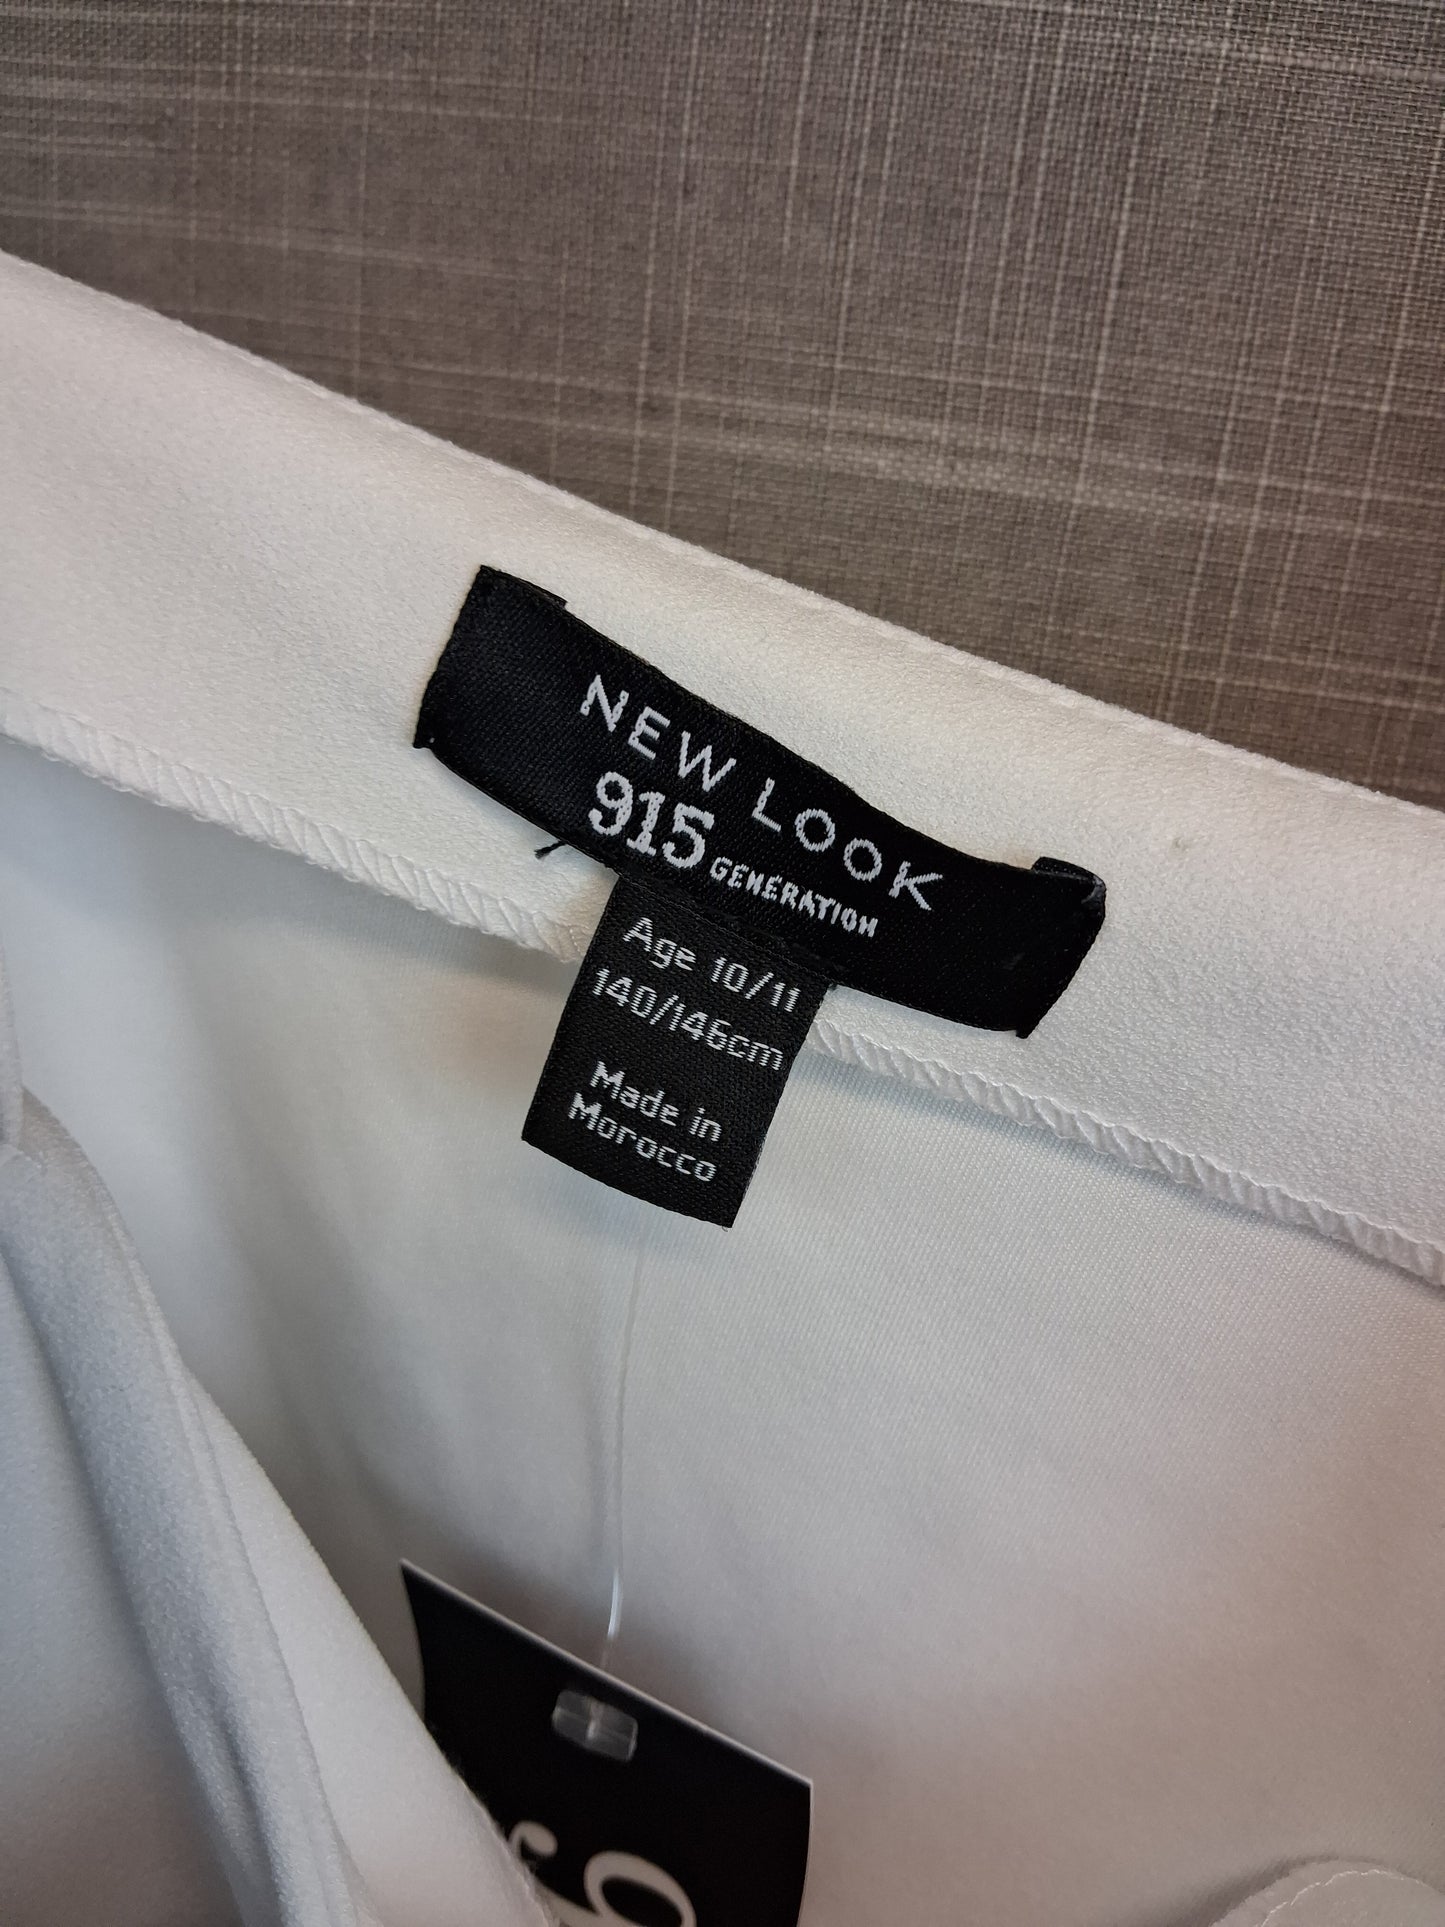 NEW LOOK
915 GENERATION
Age 10/11
140/146cm
Made in
Morocco